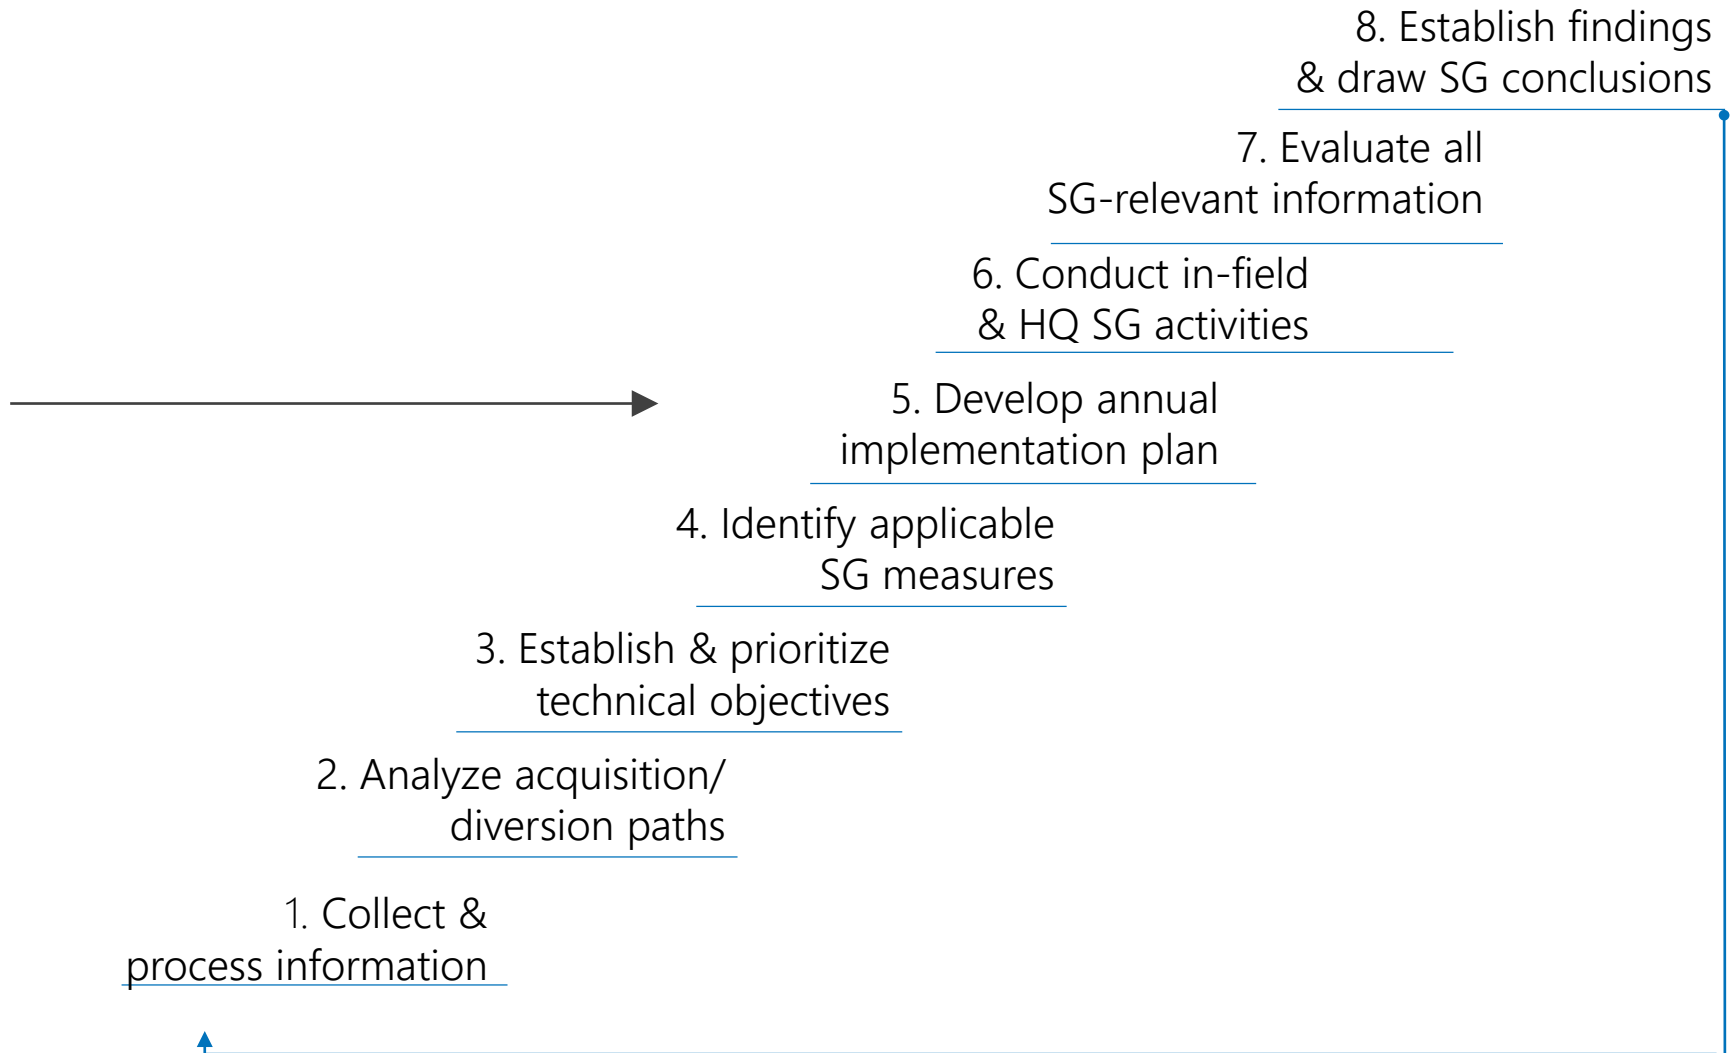 8. Establish findings
& draw SG conclusions
7. Evaluate all
SG-relevant information
6. Conduct in-field
& HQ SG activities
5. Develop annual
implementation plan
4. Identify applicable
SG measures
3. Establish & prioritize
technical objectives
2. Analyze acquisition/
diversion paths
1. Collect &
process information